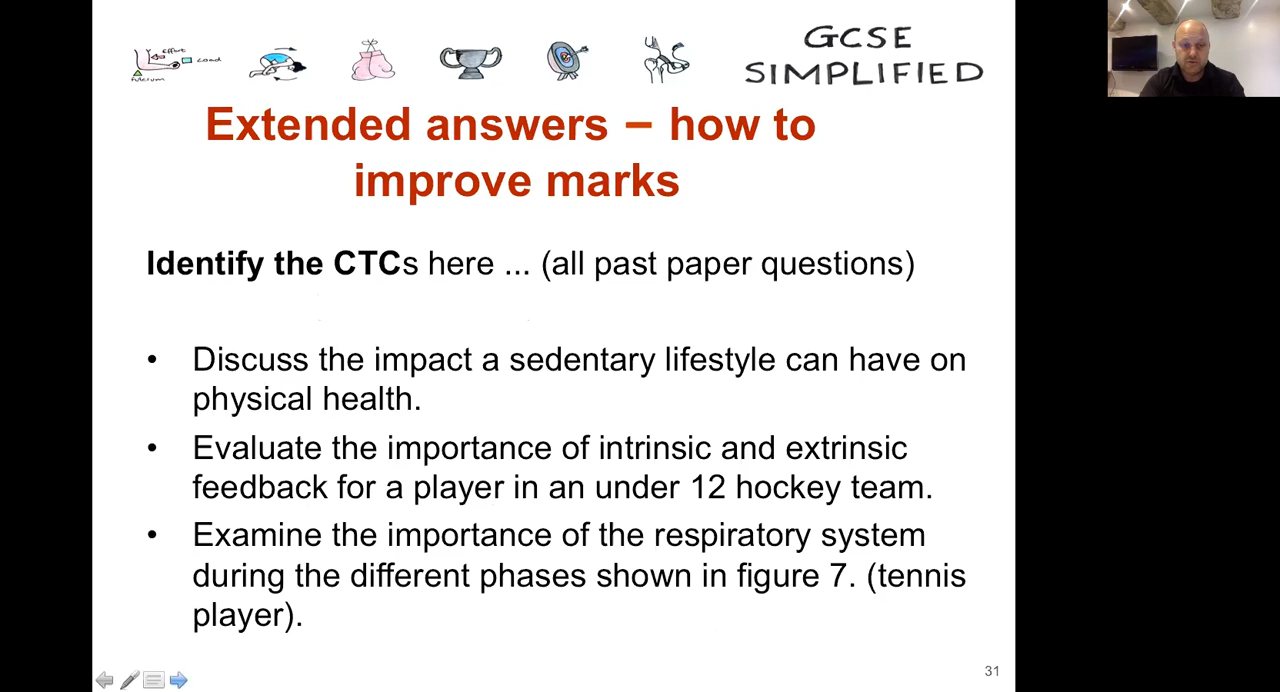 Effort
Load
fulcrum
GCSE
SIMPLIFIED
Extended answers – how to
improve marks
Identify the CTCs here ... (all past paper questions)
• Discuss the impact a sedentary lifestyle can have on
physical health.
• Evaluate the importance of intrinsic and extrinsic
feedback for a player in an under 12 hockey team.
• Examine the importance of the respiratory system
during the different phases shown in figure 7. (tennis
player).
31